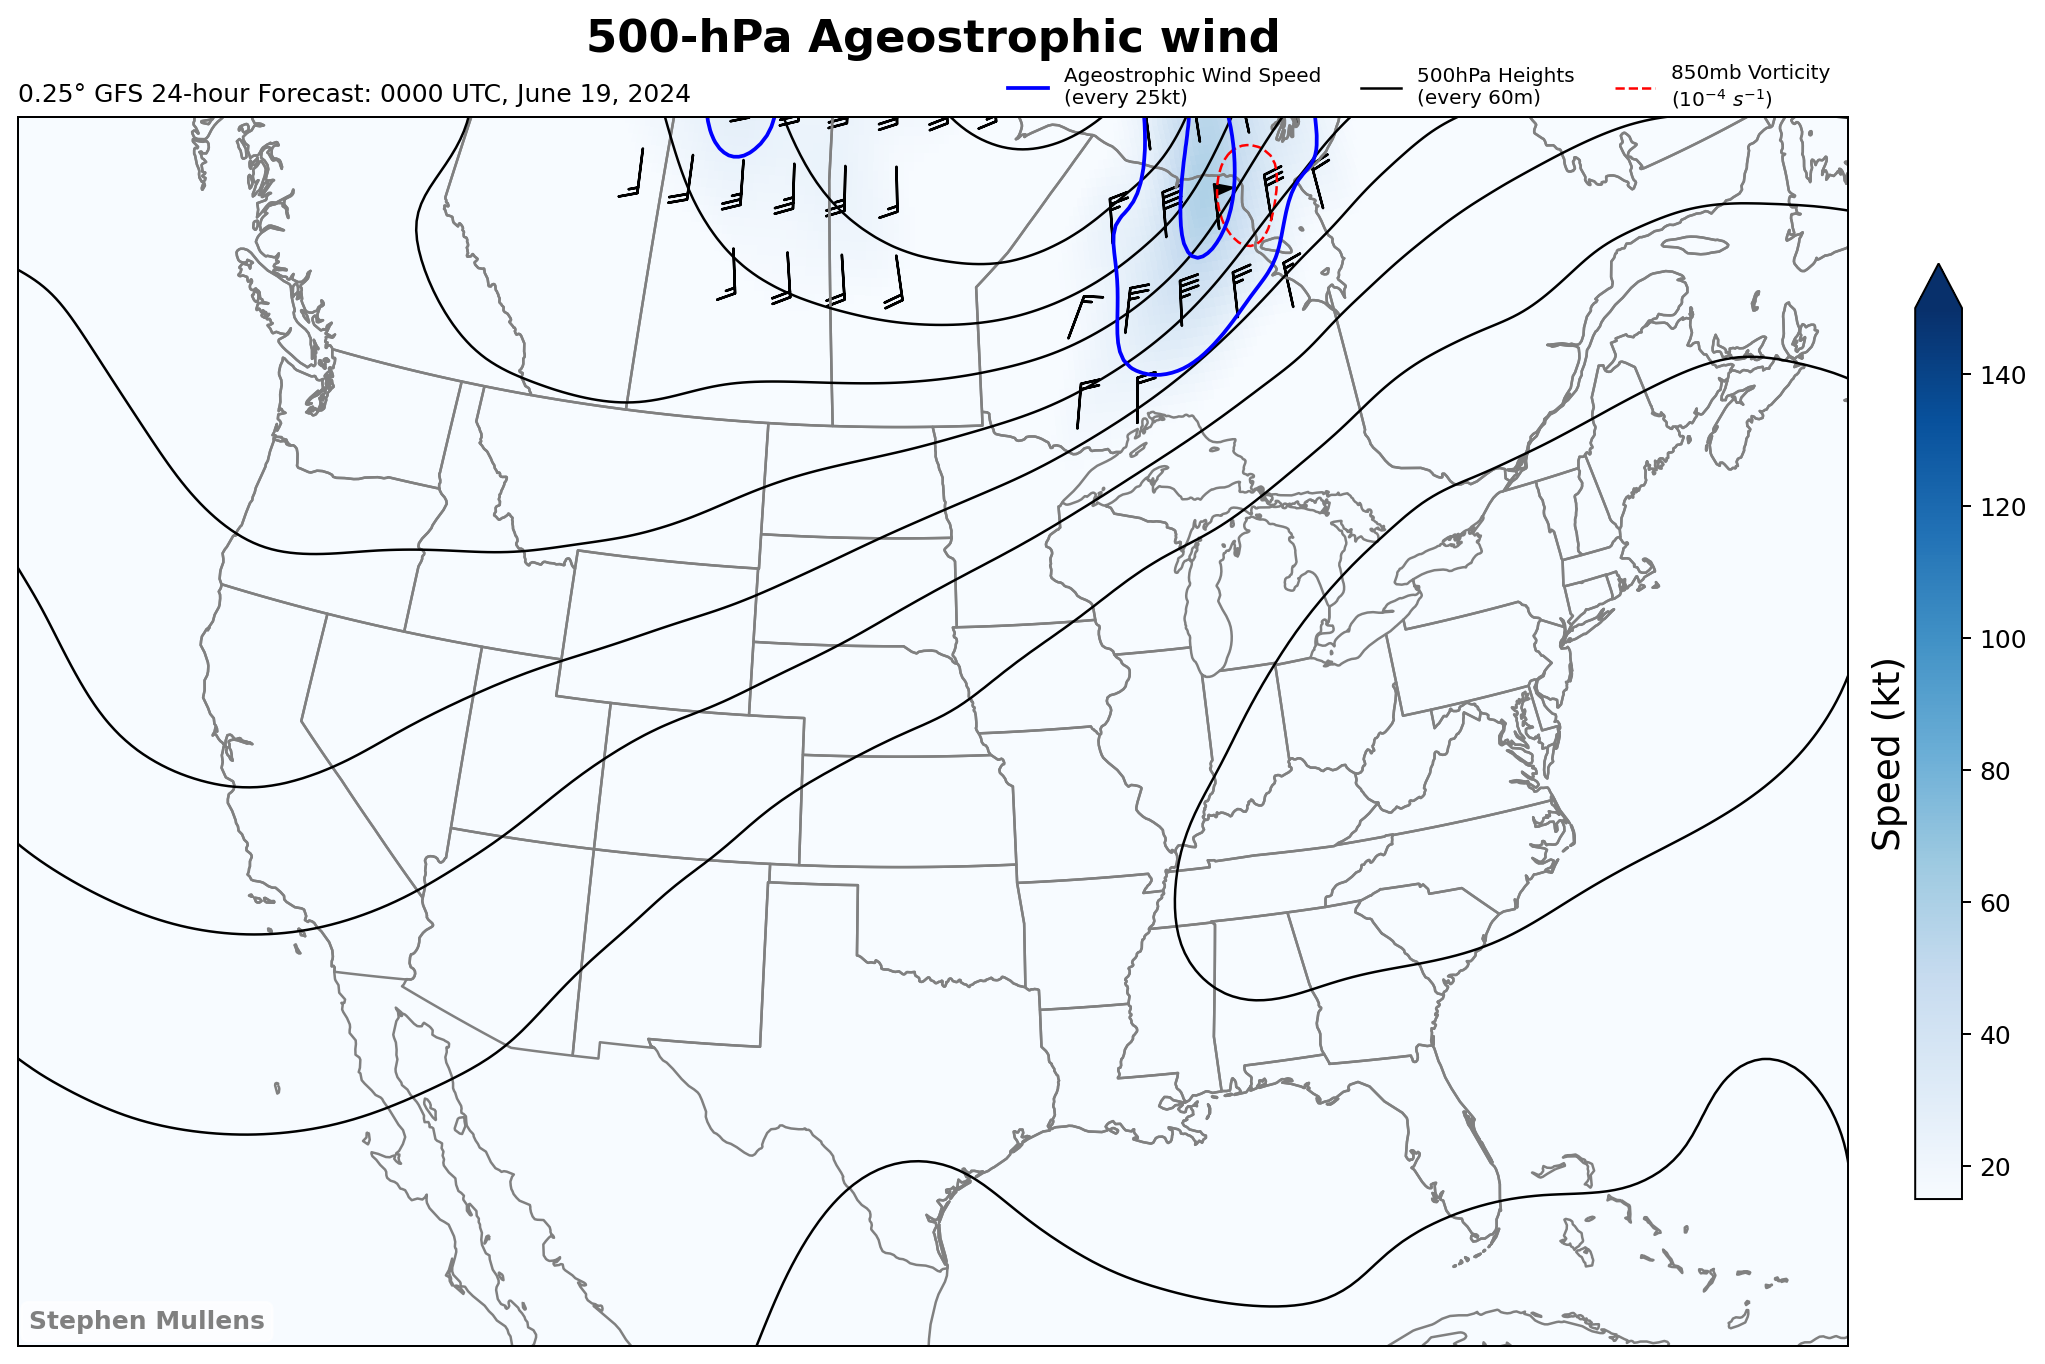 500-hPa Ageostrophic wind
0.25° GFS 24-hour Forecast: 0000 UTC, June 19, 2024
Ageostrophic Wind Speed
(every 25kt)
500hPa Heights
(every 60m)
850mb Vorticity
(10⁻⁴ s⁻¹)
140
120
100
80
60
40
20
Speed (kt)
Stephen Mullens